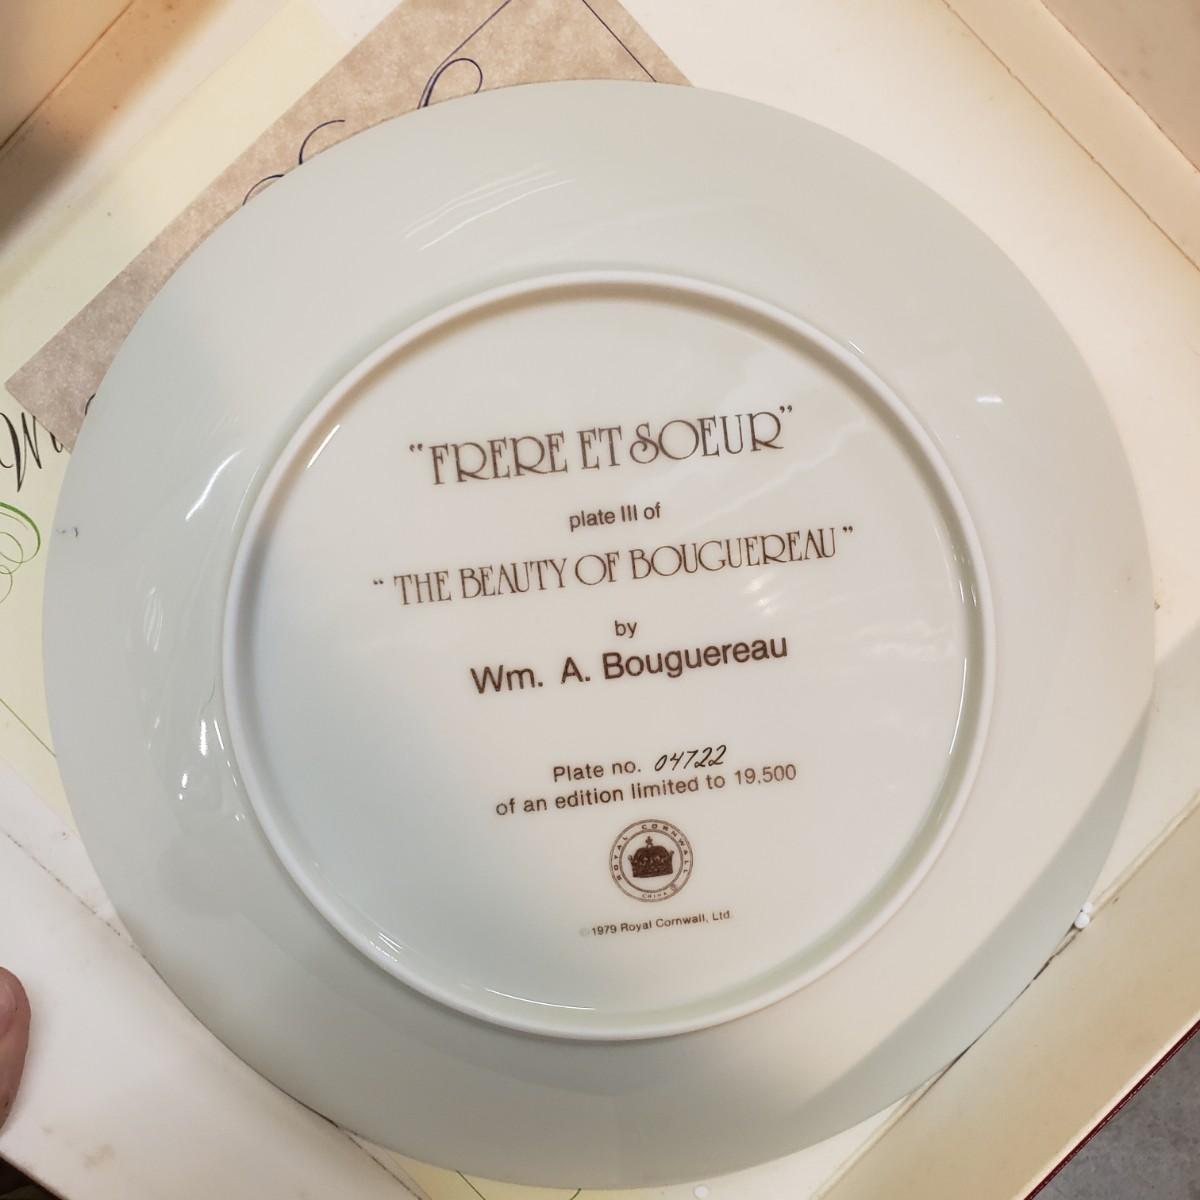 “FRERE ET SOEUR”
plate III of
“ THE BEAUTY OF BOUGUEREAU ”
by
Wm. A. Bouguereau
Plate no. 04722
of an edition limited to 19,500
ROYAL CORNWALL
CHINA
©1979 Royal Cornwall, Ltd